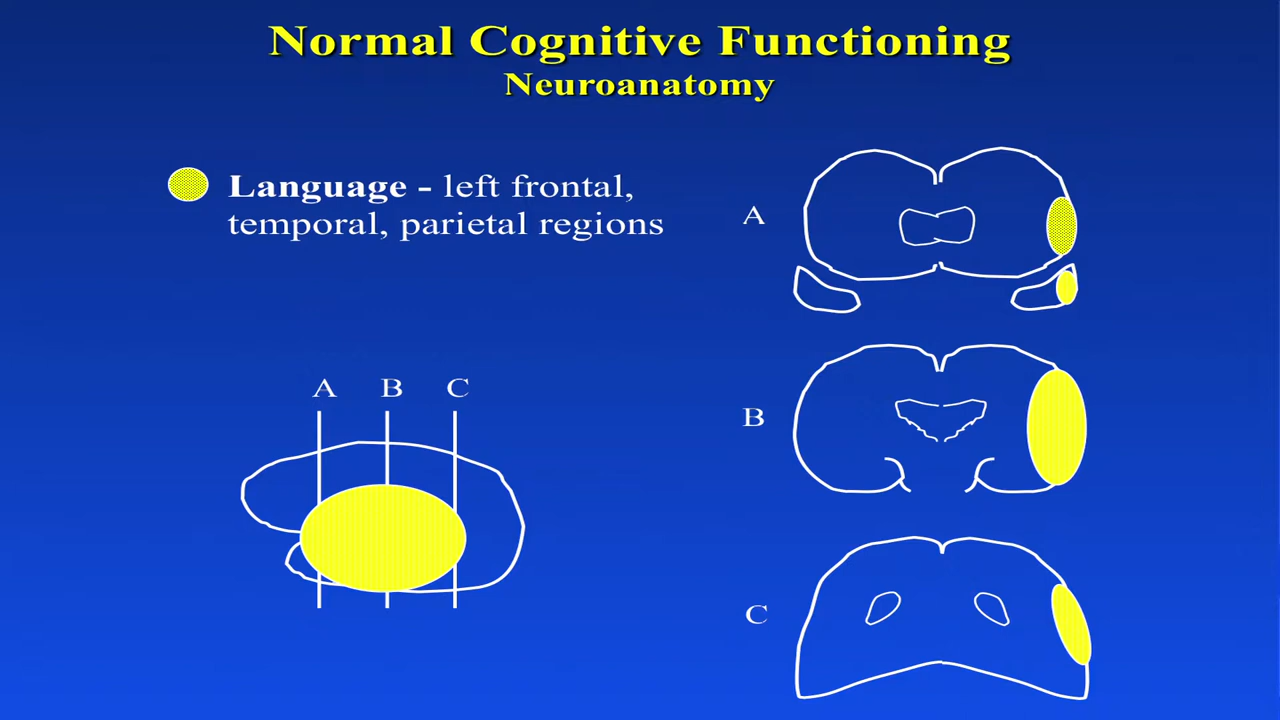 Normal Cognitive Functioning
Neuroanatomy
Language - left frontal,
temporal, parietal regions
A
B
C
A B C